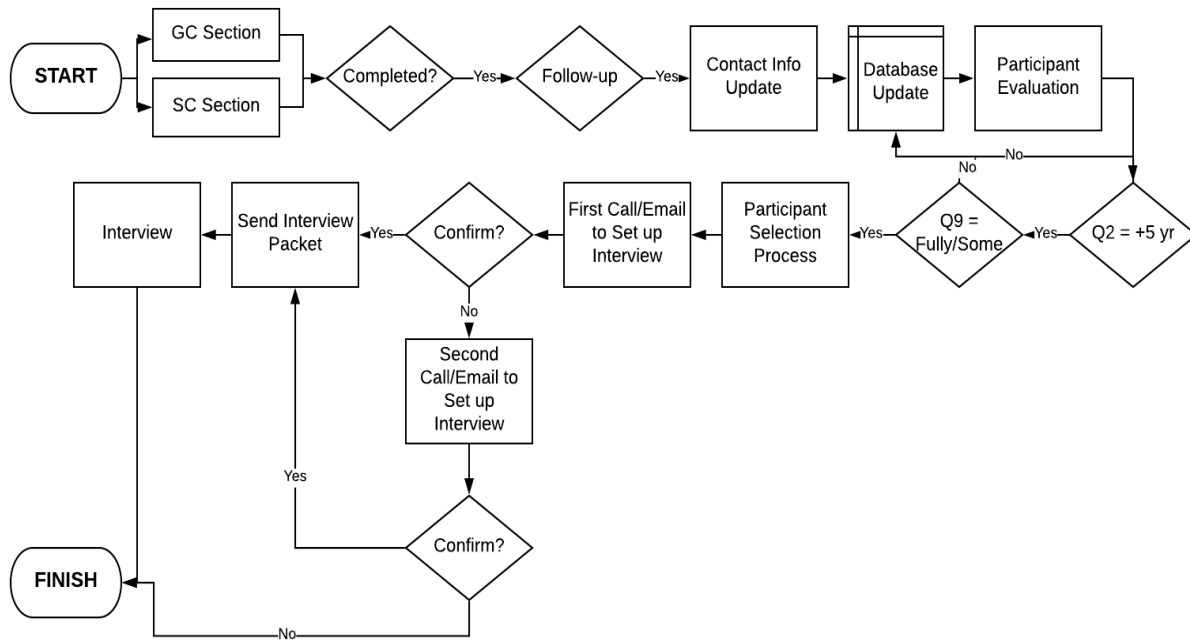 GC Section
START
SC Section
Completed?
Yes
Follow-up
Yes
Contact Info
Update
Database
Update
Participant
Evaluation
No
No
Interview
Send Interview
Packet
Yes
Confirm?
First Call/Email
to Set up
Interview
Participant
Selection
Process
Yes
Q9 =
Fully/Some
Yes
Q2 = +5 yr
No
Second
Call/Email to
Set up
Interview
Yes
Confirm?
FINISH
No